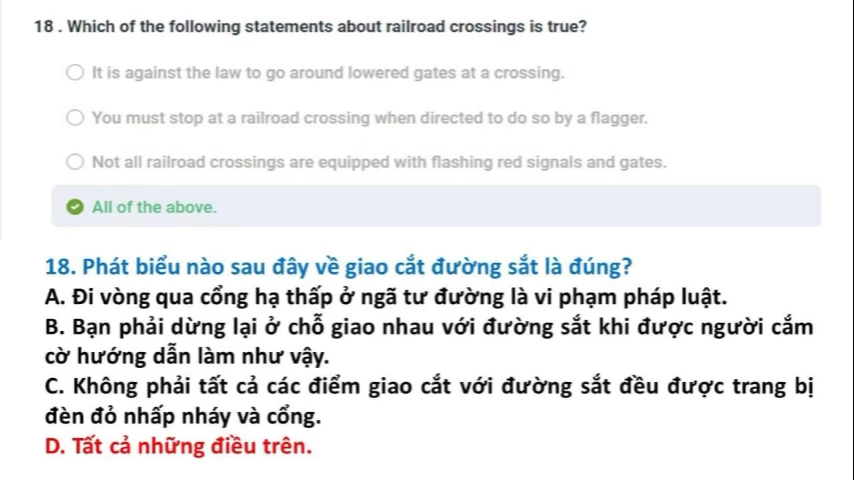 18 . Which of the following statements about railroad crossings is true?
It is against the law to go around lowered gates at a crossing.
You must stop at a railroad crossing when directed to do so by a flagger.
Not all railroad crossings are equipped with flashing red signals and gates.
All of the above.
18. Phát biểu nào sau đây về giao cắt đường sắt là đúng?
A. Đi vòng qua cổng hạ thấp ở ngã tư đường là vi phạm pháp luật.
B. Bạn phải dừng lại ở chỗ giao nhau với đường sắt khi được người cắm
cờ hướng dẫn làm như vậy.
C. Không phải tất cả các điểm giao cắt với đường sắt đều được trang bị
đèn đỏ nhấp nháy và cổng.
D. Tất cả những điều trên.